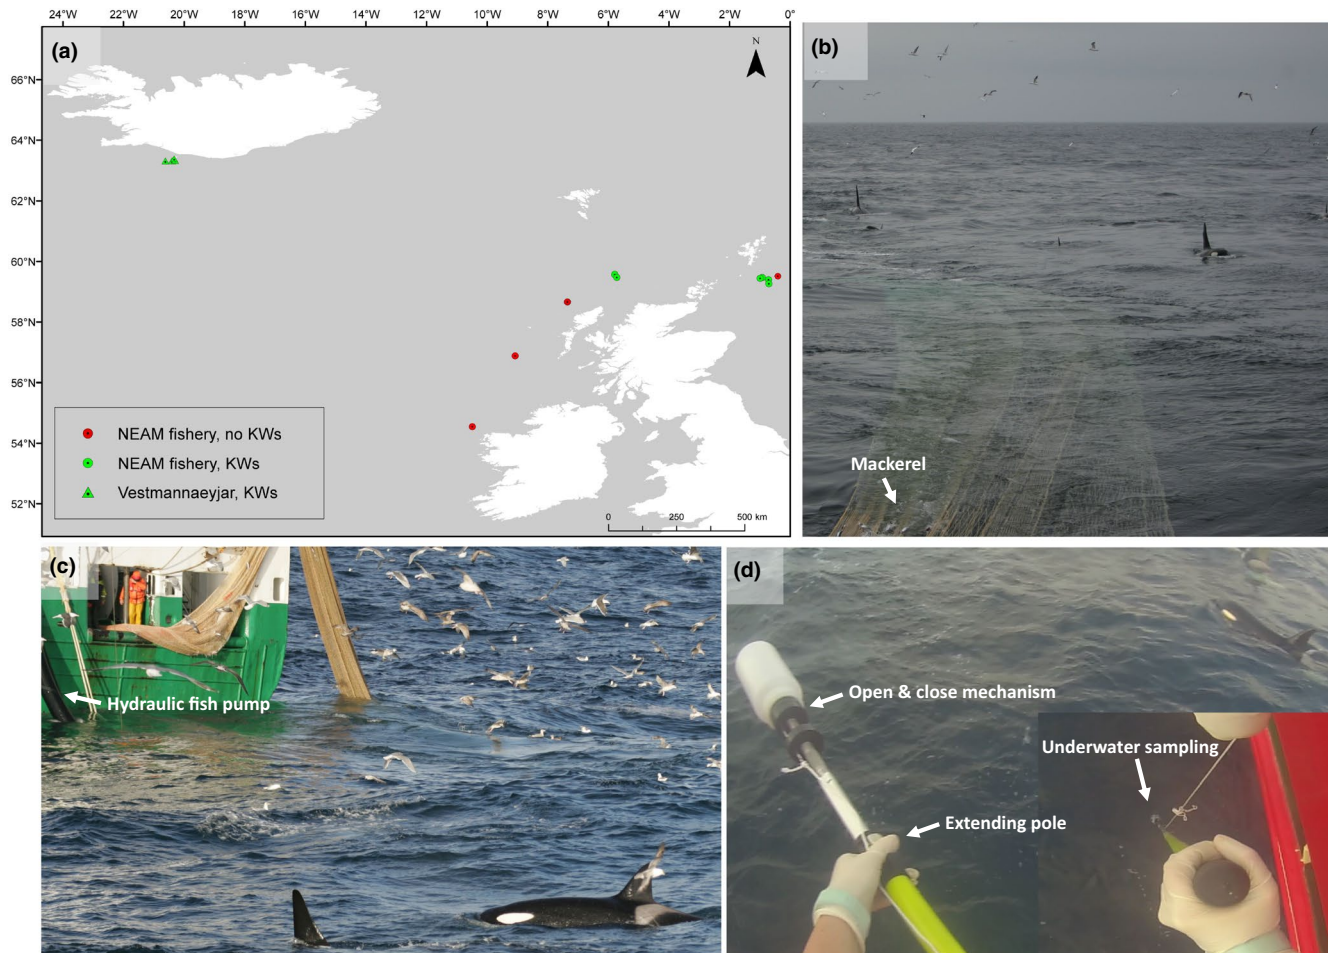 24°W 22°W 20°W 18°W 16°W 14°W 12°W 10°W 8°W 6°W 4°W 2°W 0°
(a)
N
66°N
64°N
62°N
60°N
58°N
56°N
54°N
52°N
NEAM fishery, no KWs
NEAM fishery, KWs
Vestmannaeyjar, KWs
0 250 500 km
(b)
Mackerel
(c)
Hydraulic fish pump
(d)
Open & close mechanism
Underwater sampling
Extending pole